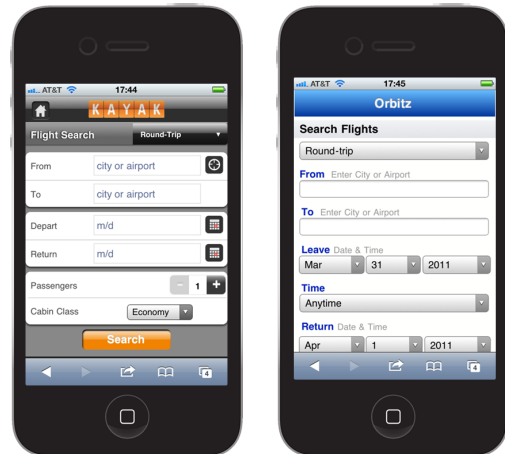 AT&T 17:44
KAYAK
Flight Search Round-Trip
From city or airport
To city or airport
Depart m/d
Return m/d
Passengers - 1 +
Cabin Class Economy
Search
4
AT&T 17:45
Orbitz
Search Flights
Round-trip
From Enter City or Airport
To Enter City or Airport
Leave Date & Time
Mar 31 2011
Time
Anytime
Return Date & Time
Apr 1 2011
4